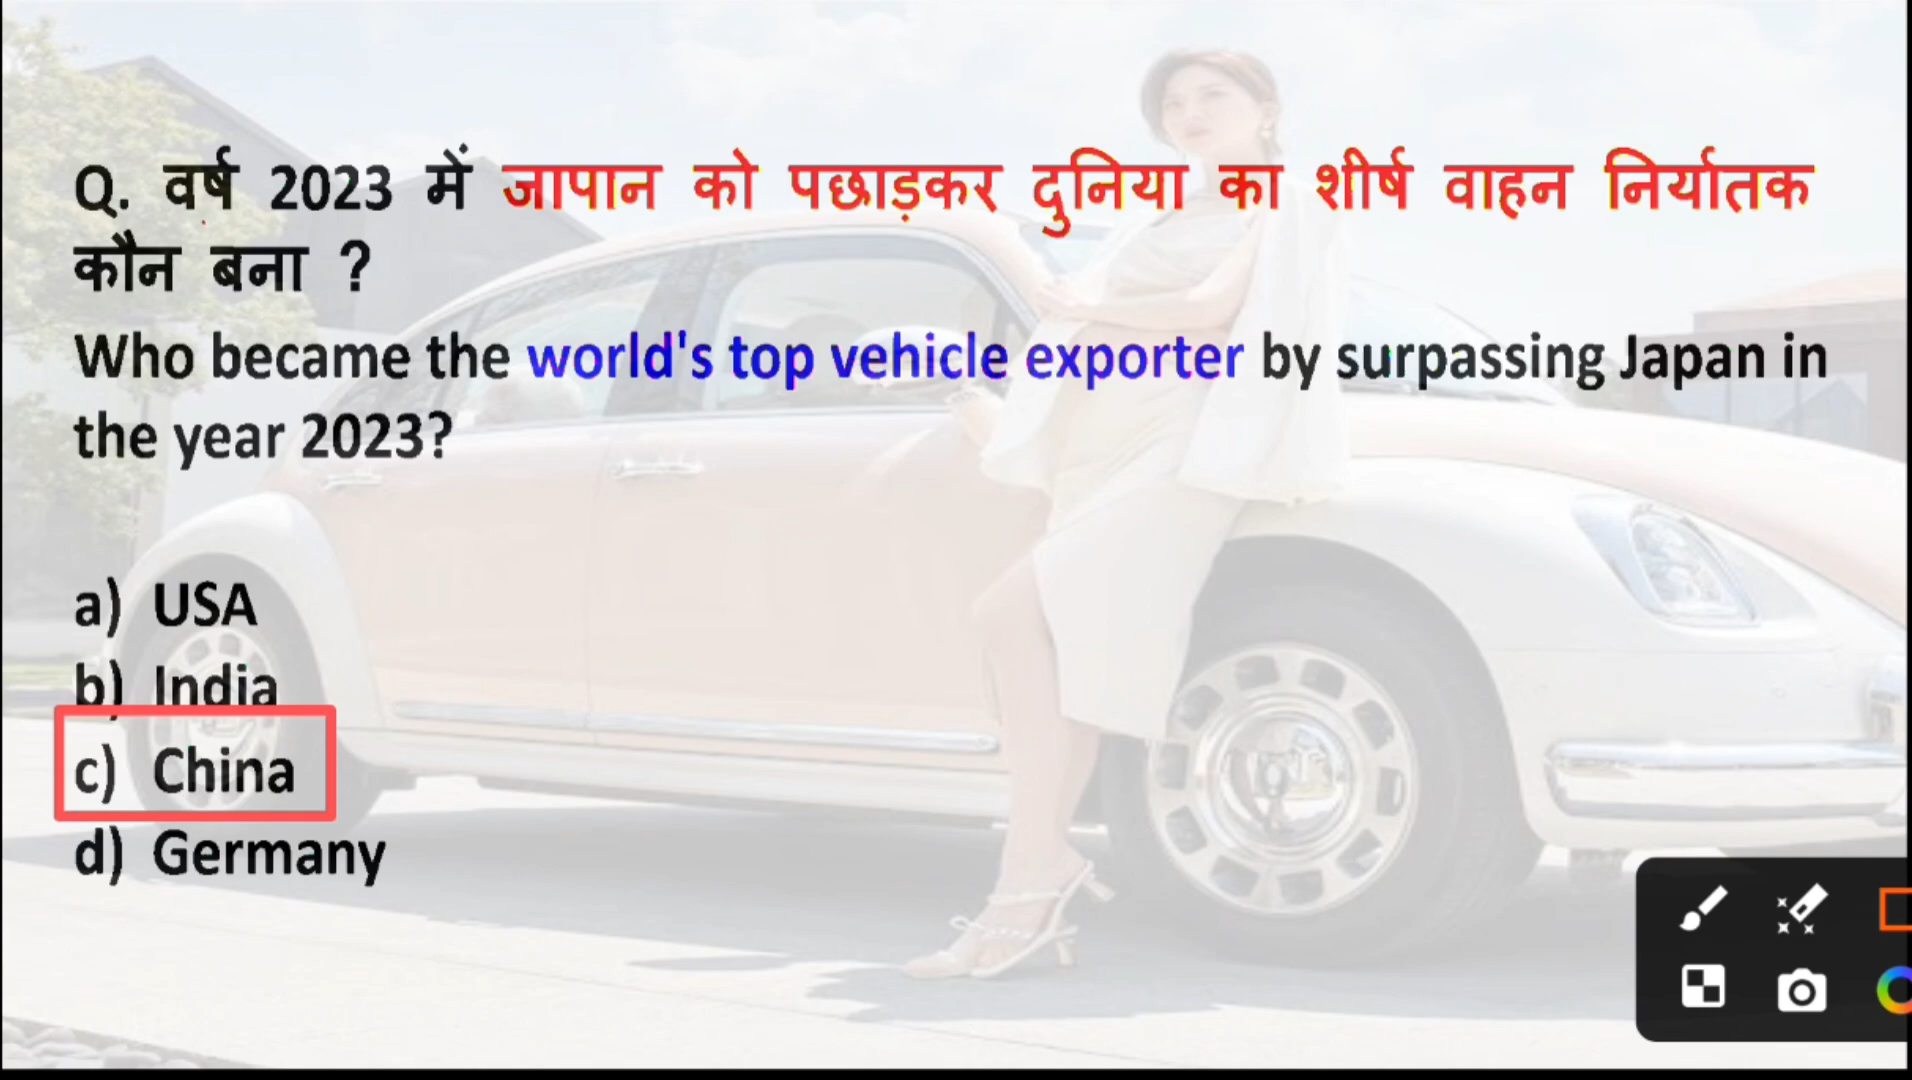 Q. वर्ष 2023 में जापान को पछाड़कर दुनिया का शीर्ष वाहन निर्यातक
कौन बना ?
Who became the world's top vehicle exporter by surpassing Japan in
the year 2023?
a) USA
b) India
c) China
d) Germany